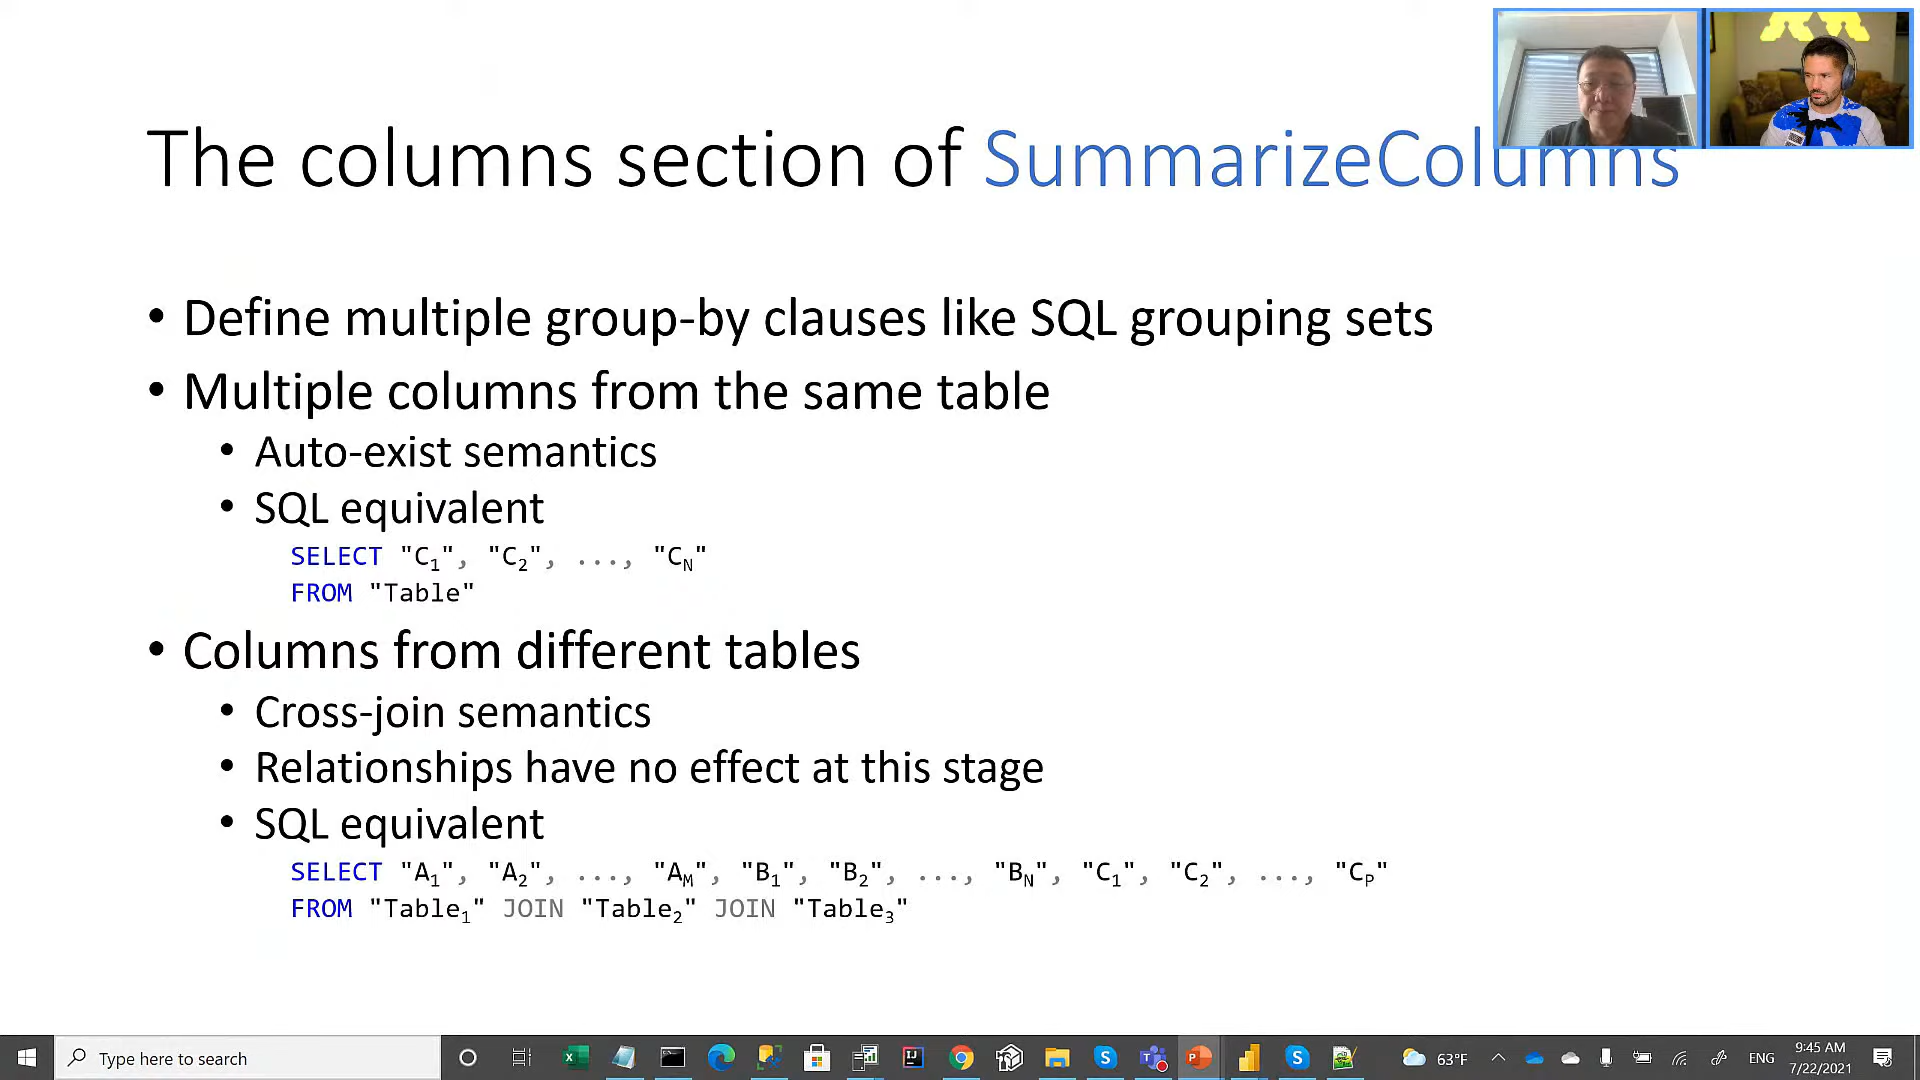 The columns section of SummarizeColumns
• Define multiple group-by clauses like SQL grouping sets
• Multiple columns from the same table
• Auto-exist semantics
• SQL equivalent
SELECT "C1", "C2", ..., "CN"
FROM "Table"
• Columns from different tables
• Cross-join semantics
• Relationships have no effect at this stage
• SQL equivalent
SELECT "A1", "A2", ..., "AM", "B1", "B2", ..., "BN", "C1", "C2", ..., "CP"
FROM "Table1" JOIN "Table2" JOIN "Table3"
Type here to search
63°F
ENG
9:45 AM
7/22/2021